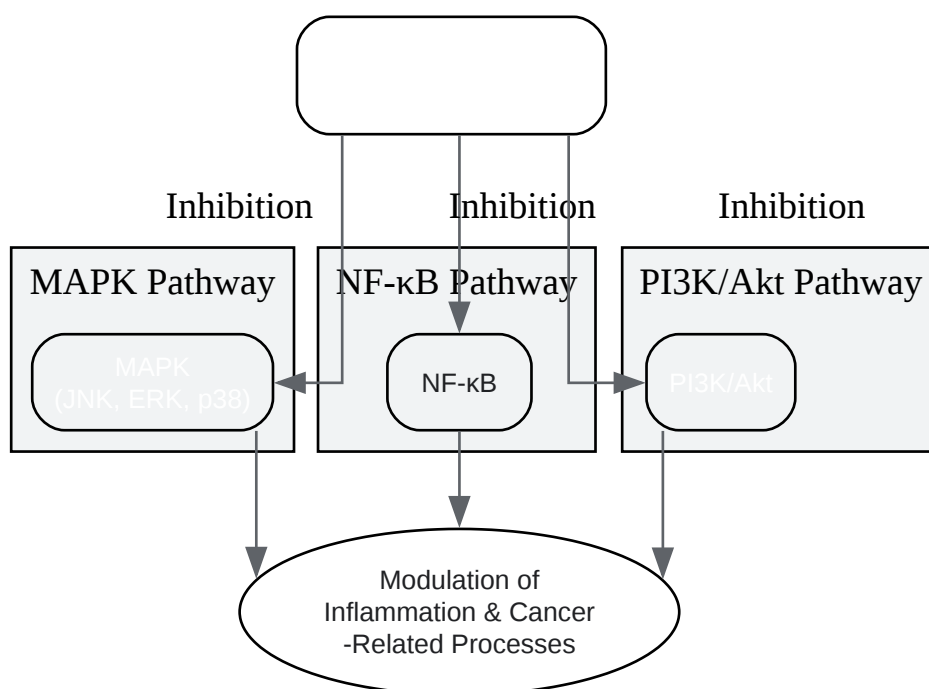 Inhibition
Inhibition
Inhibition
MAPK Pathway
NF-κB Pathway
PI3K/Akt Pathway
MAPK
(JNK, ERK, p38)
NF-κB
PI3K/Akt
Modulation of
Inflammation & Cancer
-Related Processes